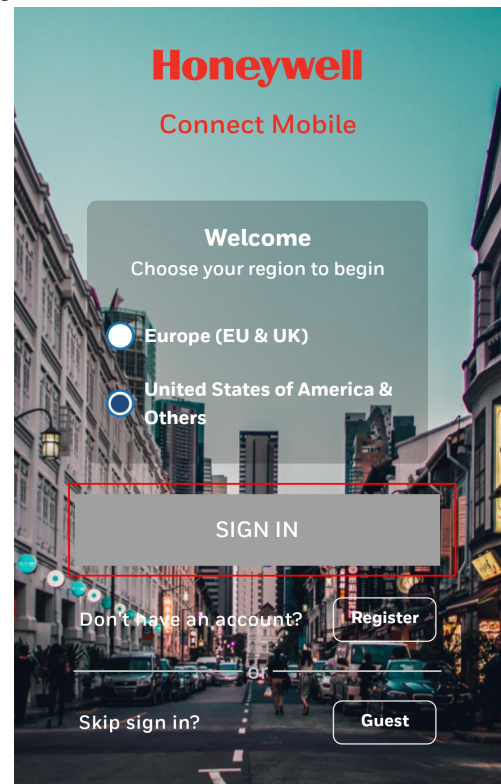 Honeywell
Connect Mobile
Welcome
Choose your region to begin
Europe (EU & UK)
United States of America &
Others
SIGN IN
Don't have an account?
Register
or
Skip sign in?
Guest